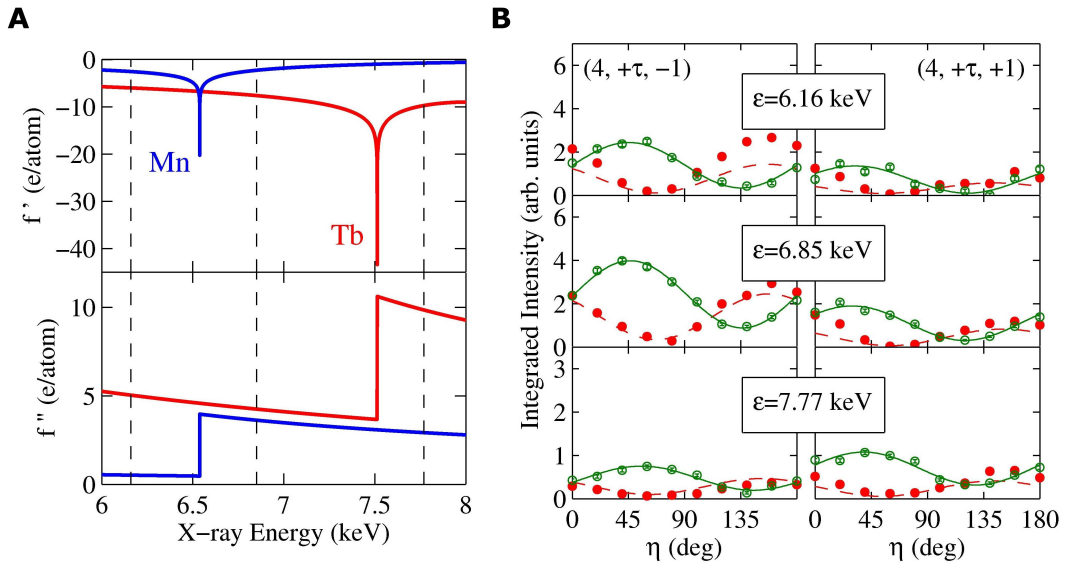 A
B
0
−10
−20
−30
−40
f ' (e/atom)
Mn
Tb
10
5
0
f " (e/atom)
6
6.5
7
7.5
8
X−ray Energy (keV)
Integrated Intensity (arb. units)
(4, +τ, -1)
(4, +τ, +1)
ε=6.16 keV
6
4
2
0
ε=6.85 keV
6
4
2
0
ε=7.77 keV
3
2
1
0
0
45
90
135
0
45
90
135
180
η (deg)
η (deg)